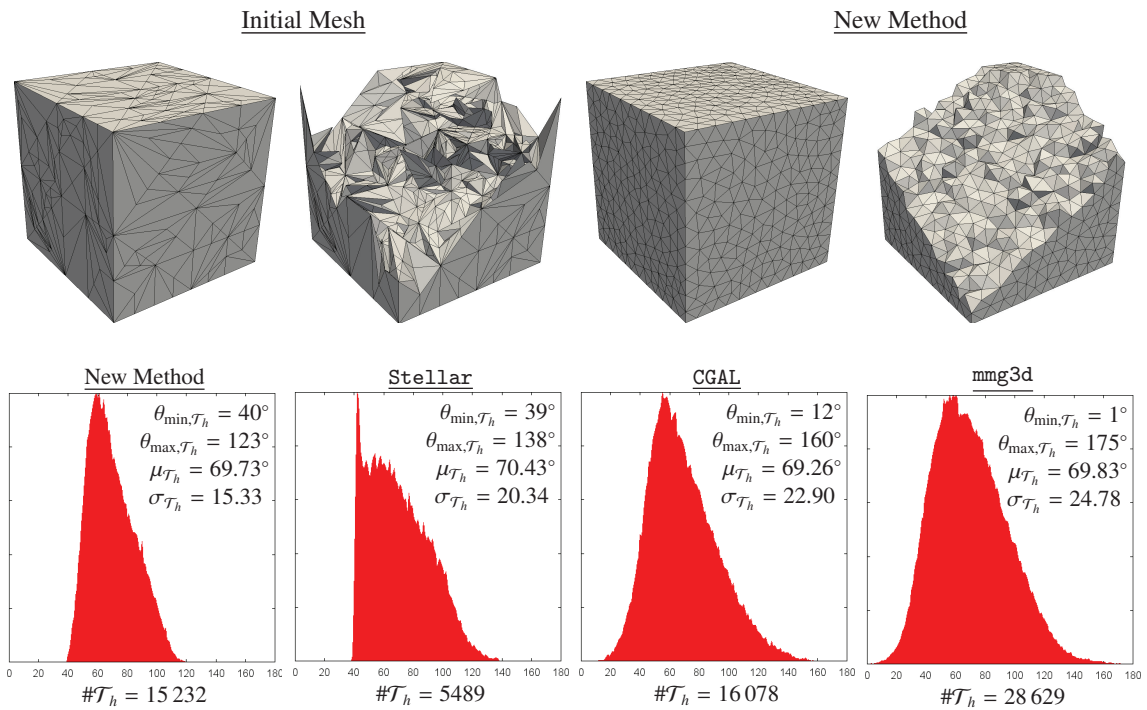 Initial Mesh New Method
New Method Stellar CGAL mmg3d
θmin,𝒯h = 40°
θmax,𝒯h = 123°
μ𝒯h = 69.73°
σ𝒯h = 15.33
0 20 40 60 80 100 120 140 160 180
#𝒯h = 15 232
θmin,𝒯h = 39°
θmax,𝒯h = 138°
μ𝒯h = 70.43°
σ𝒯h = 20.34
0 20 40 60 80 100 120 140 160 180
#𝒯h = 5489
θmin,𝒯h = 12°
θmax,𝒯h = 160°
μ𝒯h = 69.26°
σ𝒯h = 22.90
0 20 40 60 80 100 120 140 160 180
#𝒯h = 16 078
θmin,𝒯h = 1°
θmax,𝒯h = 175°
μ𝒯h = 69.83°
σ𝒯h = 24.78
0 20 40 60 80 100 120 140 160 180
#𝒯h = 28 629